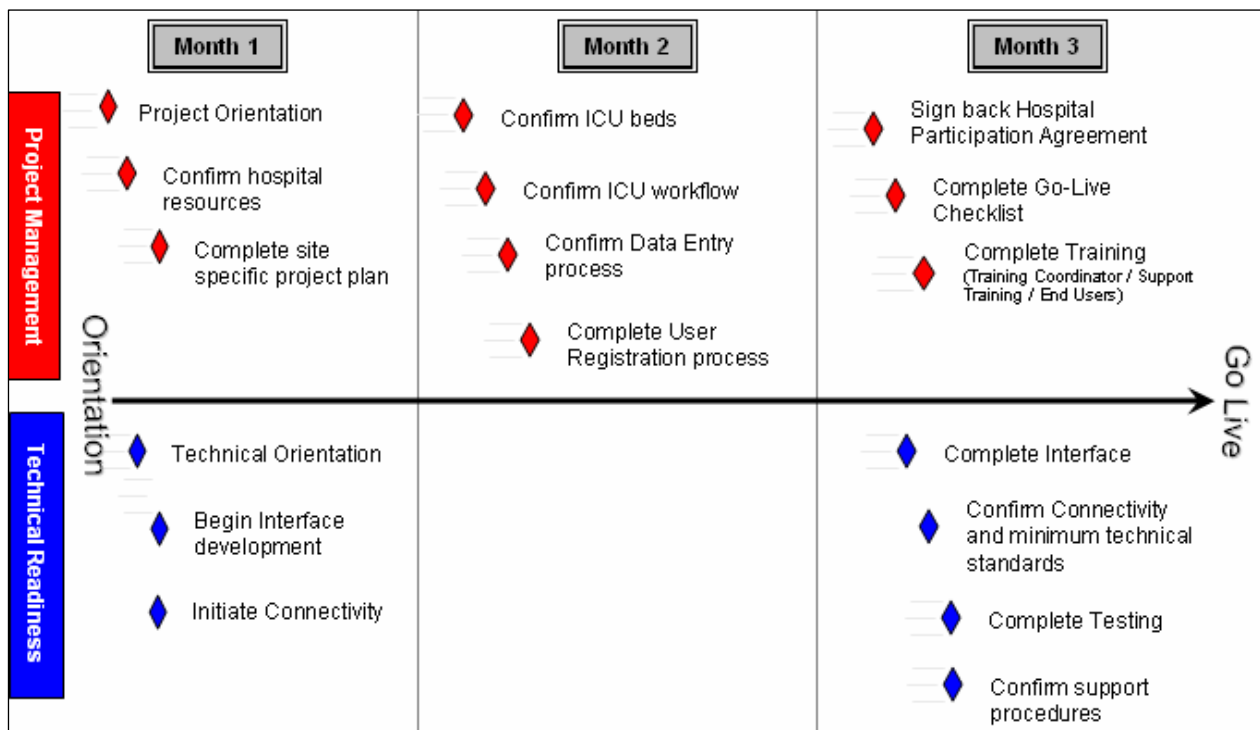 Month 1
Month 2
Month 3
Project Management
Project Orientation
Confirm hospital
resources
Complete site
specific project plan
Confirm ICU beds
Confirm ICU workflow
Confirm Data Entry
process
Complete User
Registration process
Sign back Hospital
Participation Agreement
Complete Go-Live
Checklist
Complete Training
(Training Coordinator / Support
Training / End Users)
Orientation
Go Live
Technical Readiness
Technical Orientation
Begin Interface
development
Initiate Connectivity
Complete Interface
Confirm Connectivity
and minimum technical
standards
Complete Testing
Confirm support
procedures